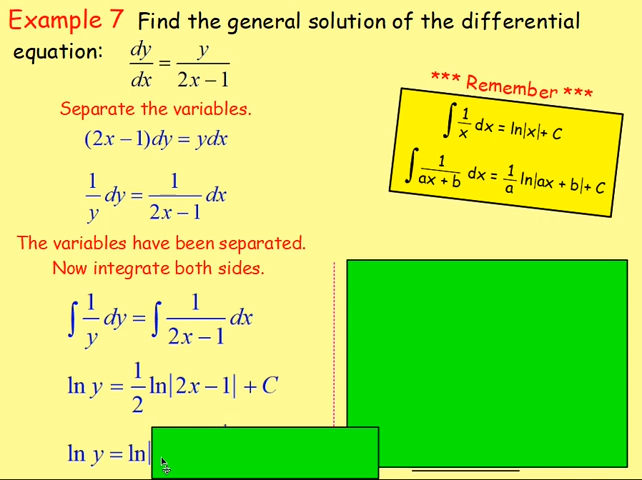 Example 7 Find the general solution of the differential
equation: dy/dx = y/(2x − 1)
Separate the variables.
(2x − 1)dy = ydx
1/y dy = 1/(2x − 1) dx
The variables have been separated.
Now integrate both sides.
∫ 1/y dy = ∫ 1/(2x − 1) dx
ln y = 1/2 ln|2x − 1| + C
ln y = ln|
*** Remember ***
∫ 1/x dx = ln|x| + C
∫ 1/(ax + b) dx = 1/a ln|ax + b| + C